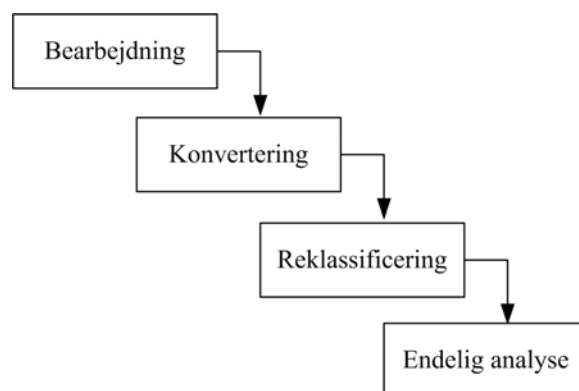 Bearbejdning
Konvertering
Reklassificering
Endelig analyse